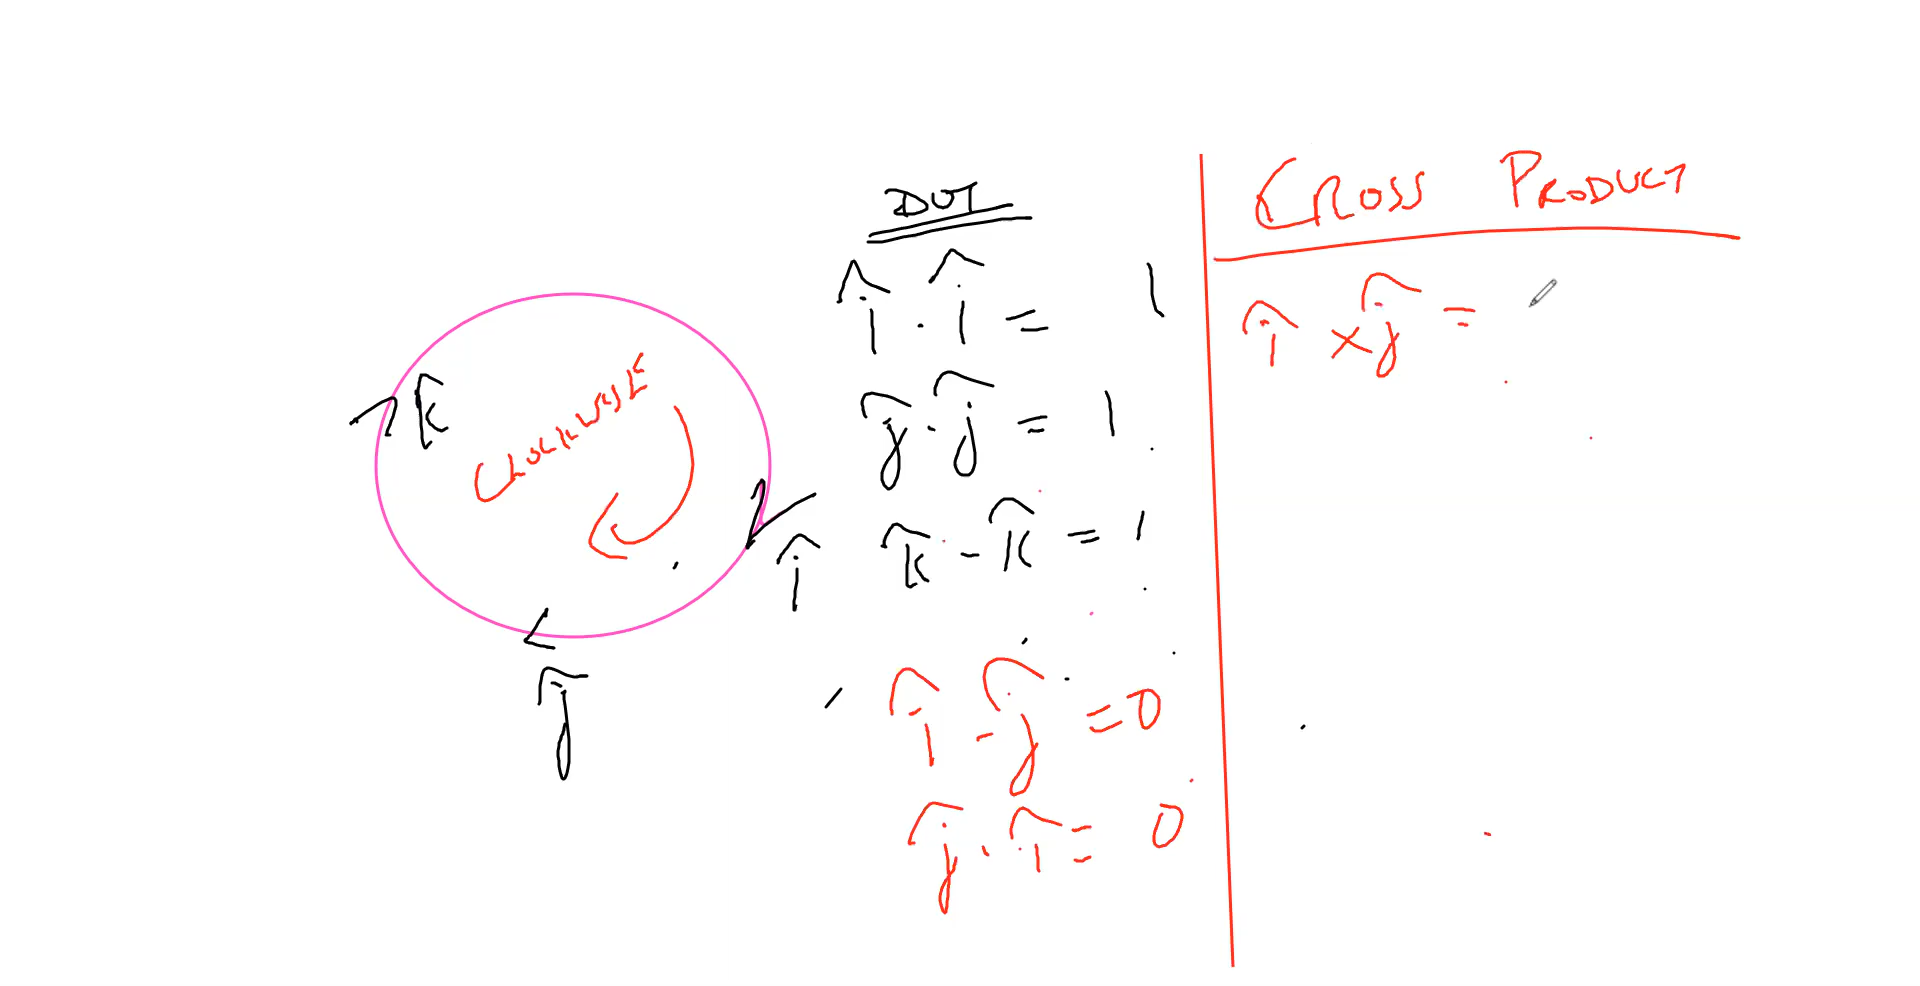 k̂
CLOCKWISE
î
ĵ
DOT
î · î = 1
ĵ · ĵ = 1
k̂ - k̂ = 1
î - ĵ = 0
ĵ · î = 0
CROSS PRODUCT
î × ĵ =